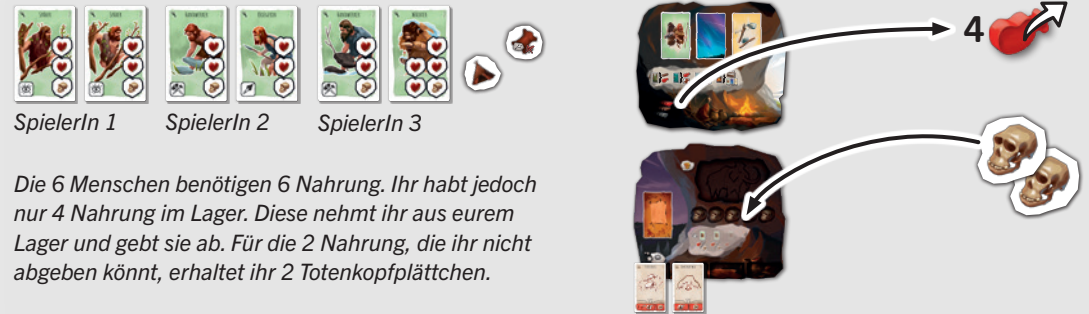 SpielerIn 1
SpielerIn 2
SpielerIn 3
4
Die 6 Menschen benötigen 6 Nahrung. Ihr habt jedoch
nur 4 Nahrung im Lager. Diese nehmt ihr aus eurem
Lager und gebt sie ab. Für die 2 Nahrung, die ihr nicht
abgeben könnt, erhaltet ihr 2 Totenkopfplättchen.